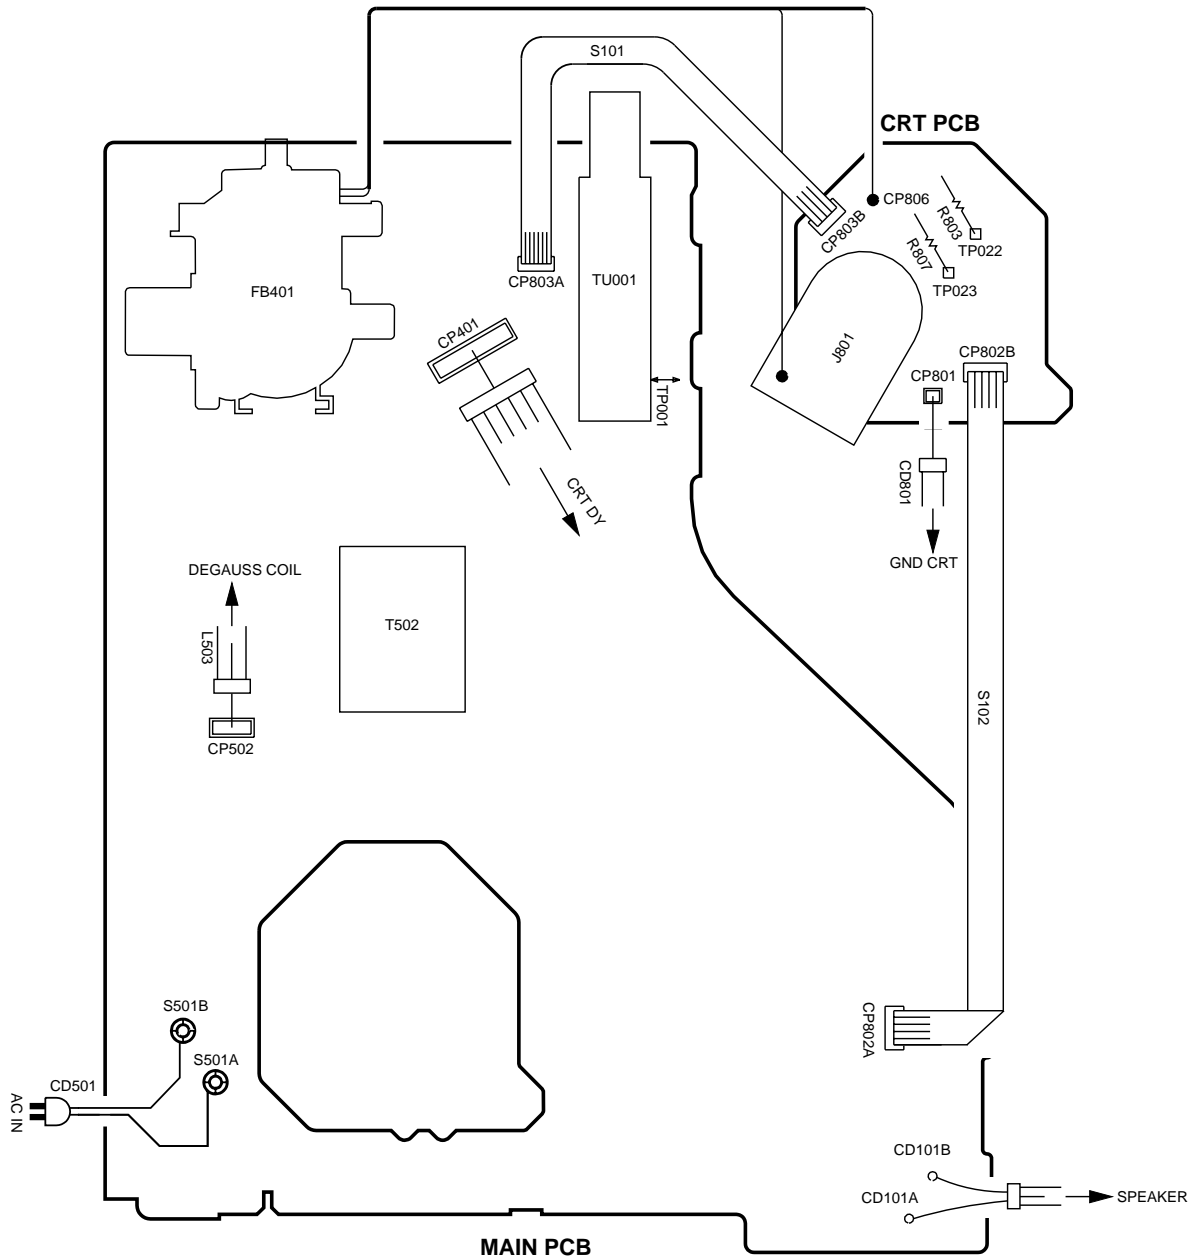 S101
CRT PCB
CP806
R803
CP803B
R807
TP022
CP803A
TU001
TP023
FB401
CP401
J801
CP802B
CP801
TP001
CD801
CRT DY
GND CRT
DEGAUSS COIL
T502
L503
S102
CP502
S501B
CP802A
S501A
CD501
AC IN
CD101B
CD101A
SPEAKER
MAIN PCB